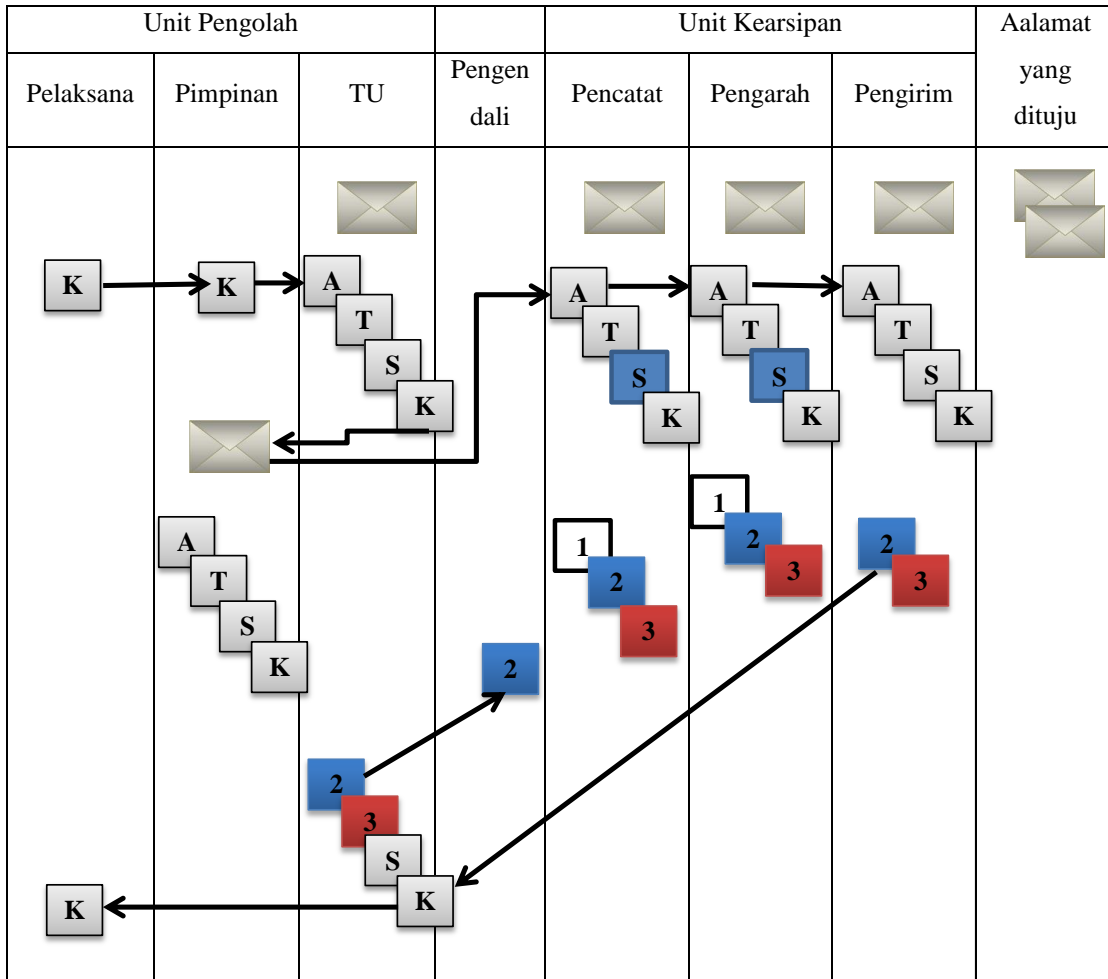 Unit Pengolah
Unit Kearsipan
Aalamat
yang
dituju
Pelaksana
Pimpinan
TU
Pengen
dali
Pencatat
Pengarah
Pengirim
K
K
A
T
S
K
A
T
S
K
A
T
S
K
A
T
S
K
A
T
S
K
1
2
3
1
2
3
2
3
2
2
3
S
K
K